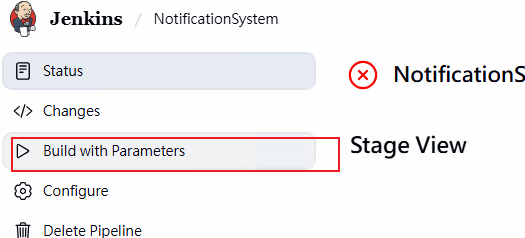 Jenkins / NotificationSystem
Status
NotificationS
Changes
Build with Parameters
Stage View
Configure
Delete Pipeline